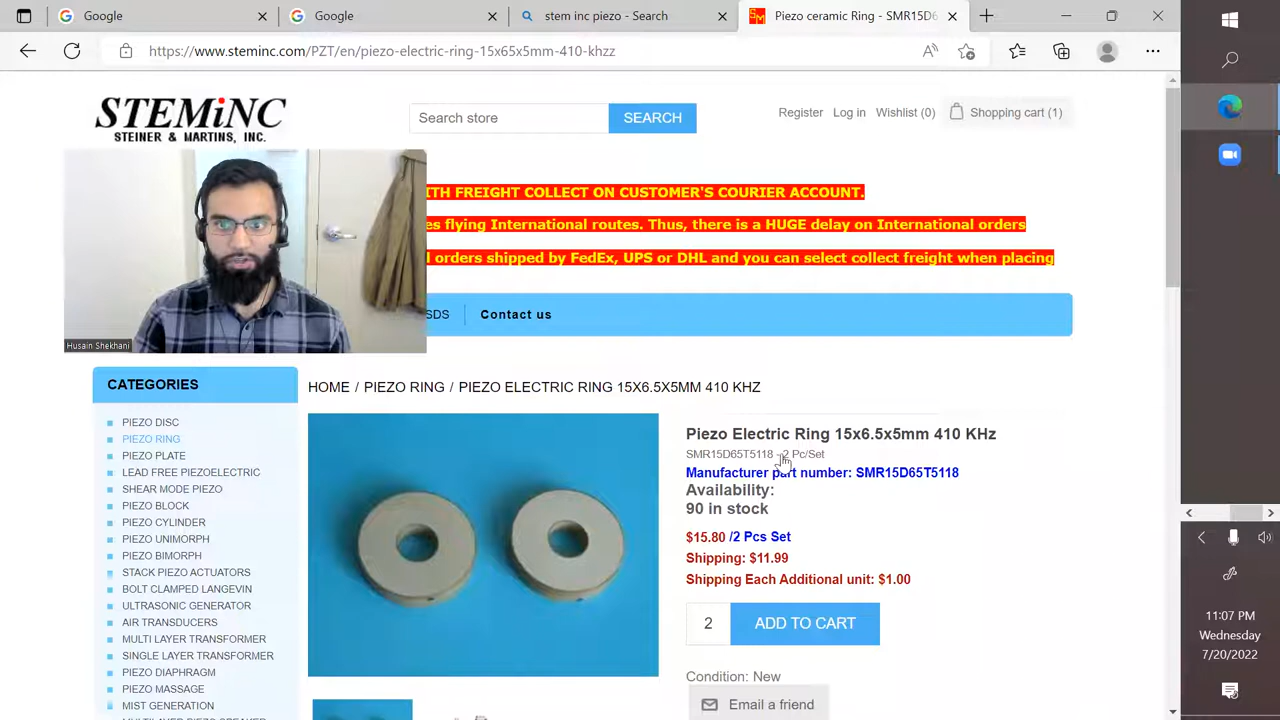 Google
Google
stem inc piezo - Search
Piezo ceramic Ring - SMR15D6
https://www.steminc.com/PZT/en/piezo-electric-ring-15x65x5mm-410-khzz
STEMiNC
STEINER & MARTINS, INC.
Search store
SEARCH
Register
Log in
Wishlist (0)
Shopping cart (1)
ITH FREIGHT COLLECT ON CUSTOMER'S COURIER ACCOUNT.
es flying International routes. Thus, there is a HUGE delay on International orders
l orders shipped by FedEx, UPS or DHL and you can select collect freight when placing
Husain Shekhani
SDS
Contact us
CATEGORIES
PIEZO DISC
PIEZO RING
PIEZO PLATE
LEAD FREE PIEZOELECTRIC
SHEAR MODE PIEZO
PIEZO BLOCK
PIEZO CYLINDER
PIEZO UNIMORPH
PIEZO BIMORPH
STACK PIEZO ACTUATORS
BOLT CLAMPED LANGEVIN
ULTRASONIC GENERATOR
AIR TRANSDUCERS
MULTI LAYER TRANSFORMER
SINGLE LAYER TRANSFORMER
PIEZO DIAPHRAGM
PIEZO MASSAGE
MIST GENERATION
HOME / PIEZO RING / PIEZO ELECTRIC RING 15X6.5X5MM 410 KHZ
Piezo Electric Ring 15x6.5x5mm 410 KHz
SMR15D65T5118 - 2 Pc/Set
Manufacturer part number: SMR15D65T5118
Availability:
90 in stock
$15.80 /2 Pcs Set
Shipping: $11.99
Shipping Each Additional unit: $1.00
2
ADD TO CART
Condition: New
Email a friend
11:07 PM
Wednesday
7/20/2022